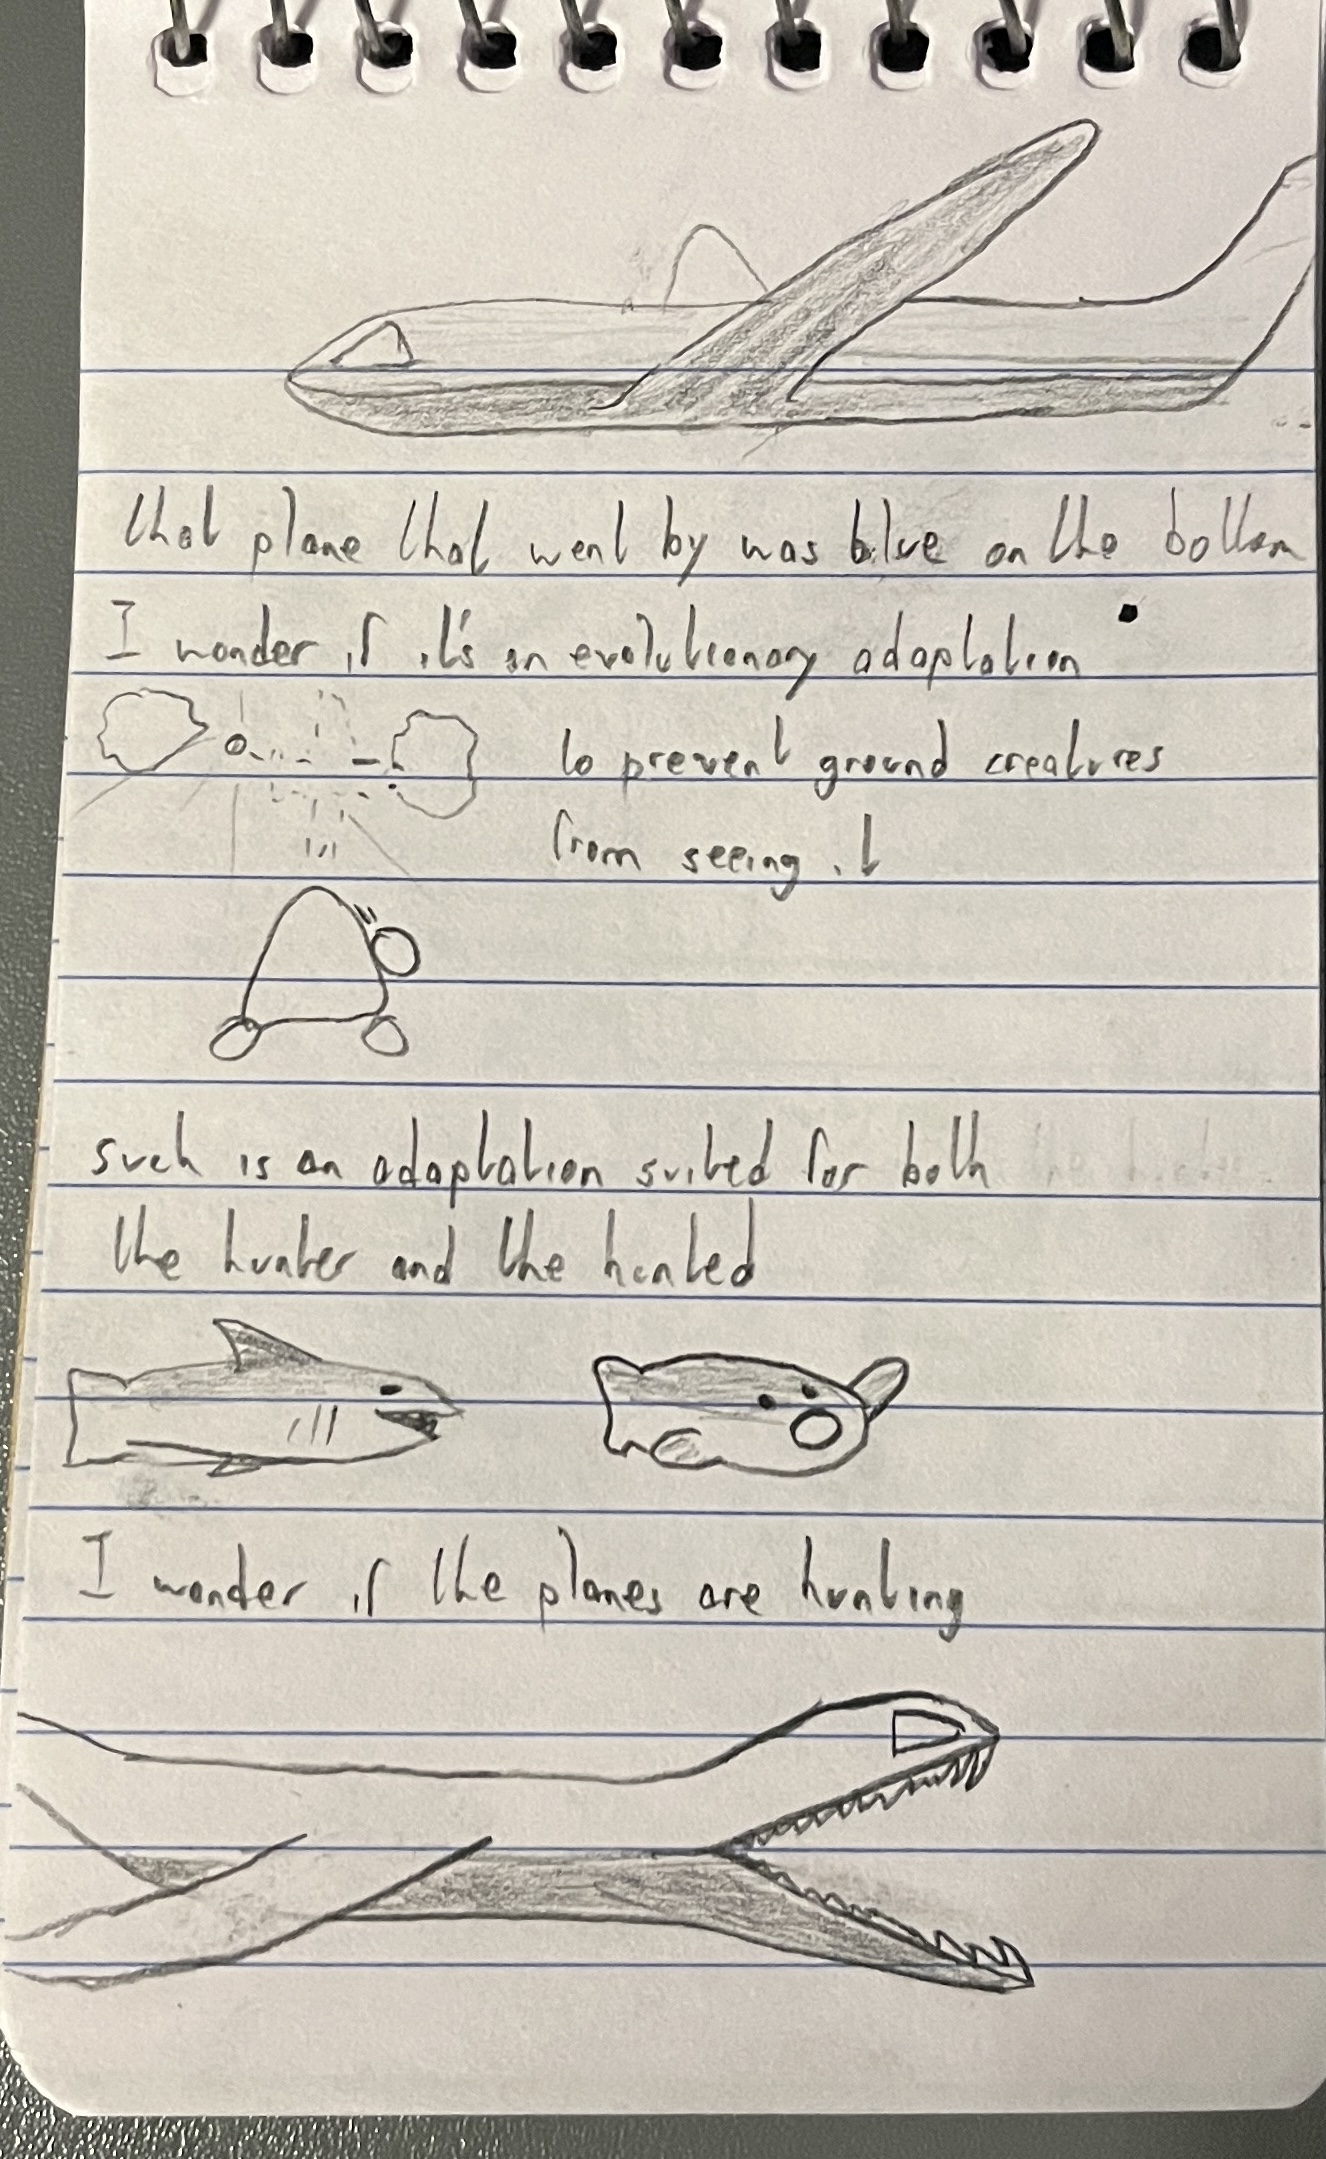 that plane that went by was blue on the bottom
I wonder if it's an evolutionary adaptation
to prevent ground creatures
from seeing it
such is an adaptation suited for both
the hunter and the hunted
I wonder if the planes are hunting